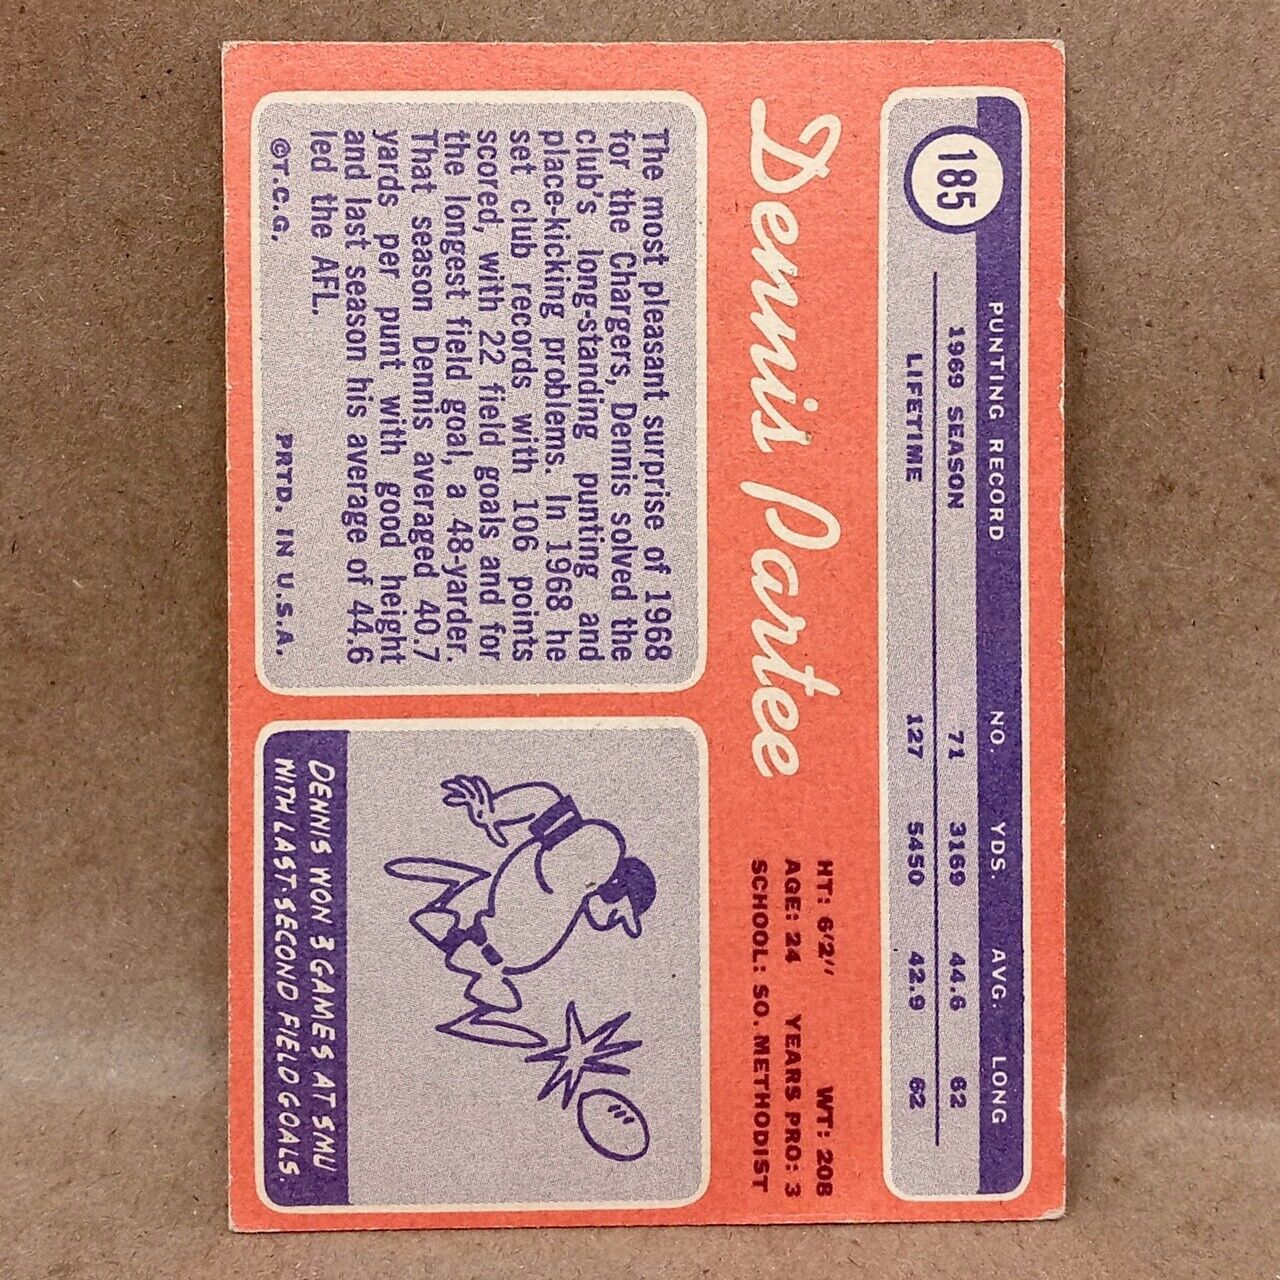 185
PUNTING RECORD NO. YDS. AVG. LONG
1969 SEASON 71 3169 44.6 62
LIFETIME 127 5450 42.9 62
Dennis Partee
HT: 6'2" WT: 208
AGE: 24 YEARS PRO: 3
SCHOOL: SO. METHODIST
The most pleasant surprise of 1968
for the Chargers, Dennis solved the
club's long-standing punting and
place-kicking problems. In 1968 he
set club records with 106 points
scored, with 22 field goals and for
the longest field goal, a 48-yarder.
That season Dennis averaged 40.7
yards per punt with good height
and last season his average of 44.6
led the AFL.
©T.C.G. PRTD. IN U.S.A.
DENNIS WON 3 GAMES AT SMU
WITH LAST-SECOND FIELD GOALS.